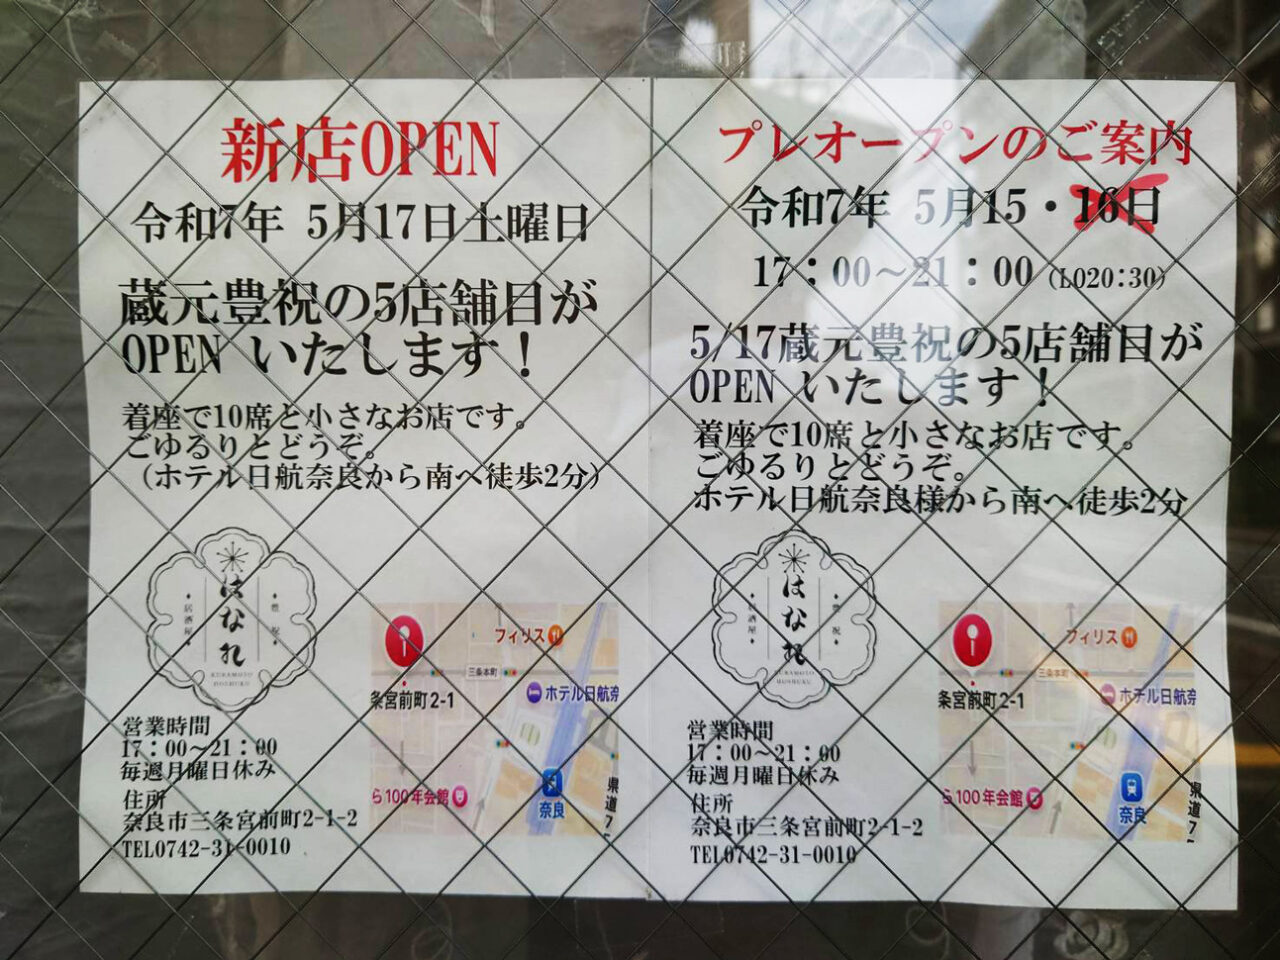 新店OPEN
令和7年 5月17日土曜日
蔵元豊祝の5店舗目が
OPEN いたします！
着座で10席と小さなお店です。
ごゆるりとどうぞ。
（ホテル日航奈良から南へ徒歩2分）
はなれ
豊祝
居酒屋
KURAMOTO
HOSHUKU
フィリス
三条本町
条宮前町2-1
ホテル日航奈
ら100年会館
奈良
県道7
営業時間
17：00～21：00
毎週月曜日休み
住所
奈良市三条宮前町2-1-2
TEL0742-31-0010
プレオープンのご案内
令和7年 5月15・16日
17：00～21：00（LO20:30）
5/17蔵元豊祝の5店舗目が
OPEN いたします！
着座で10席と小さなお店です。
ごゆるりとどうぞ。
ホテル日航奈良様から南へ徒歩2分
はなれ
豊祝
居酒屋
KURAMOTO
HOSHUKU
フィリス
三条本町
条宮前町2-1
ホテル日航奈
ら100年会館
奈良
県道7
営業時間
17：00～21：00
毎週月曜日休み
住所
奈良市三条宮前町2-1-2
TEL0742-31-0010